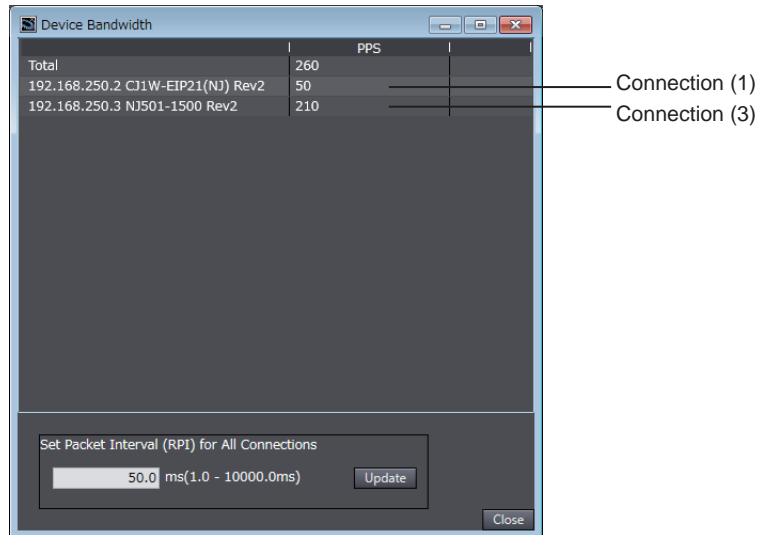 Device Bandwidth
PPS
Total 260
192.168.250.2 CJ1W-EIP21(NJ) Rev2 50
Connection (1)
192.168.250.3 NJ501-1500 Rev2 210
Connection (3)
Set Packet Interval (RPI) for All Connections
50.0 ms(1.0 - 10000.0ms) Update
Close